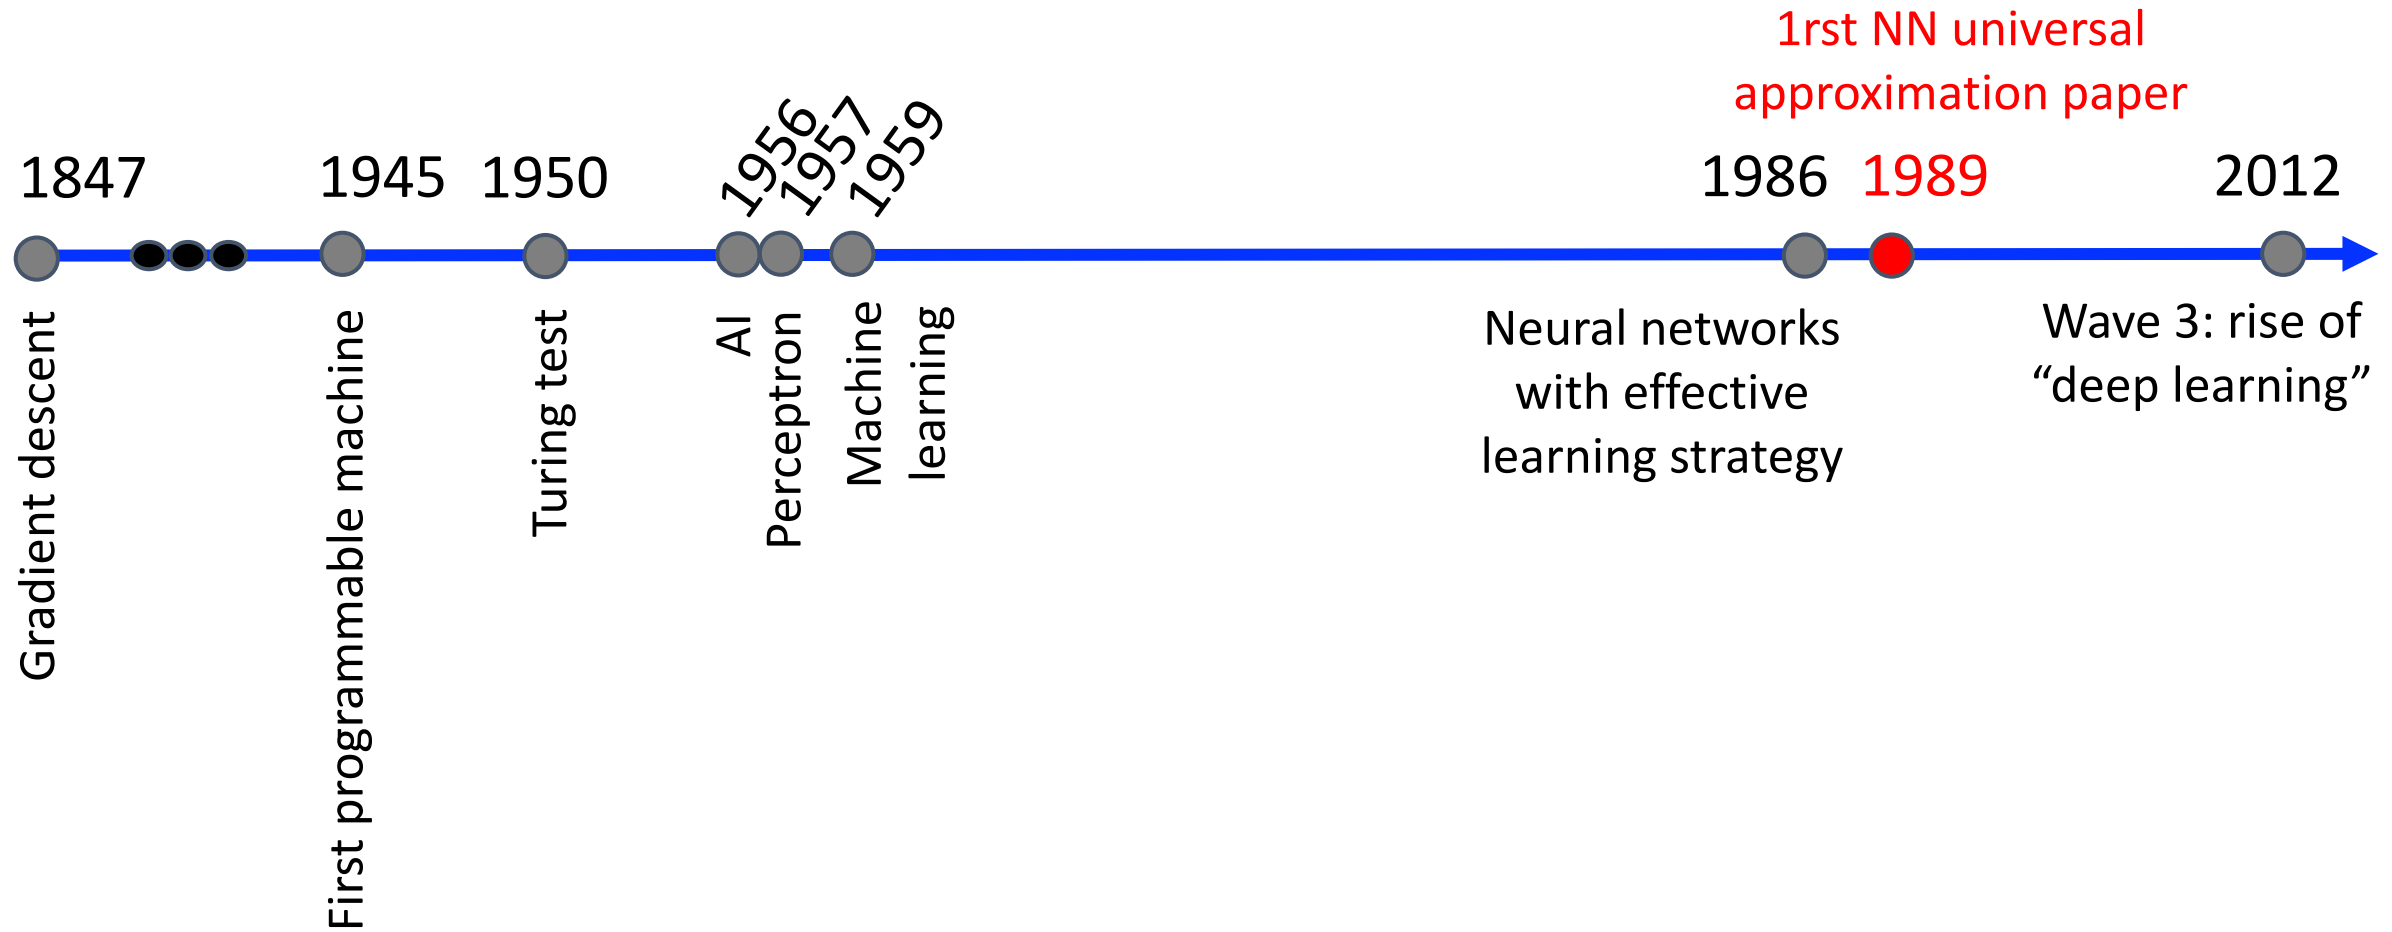 1rst NN universal
approximation paper
1847
1945
1950
1956
1957
1959
1986
1989
2012
Gradient descent
First programmable machine
Turing test
AI
Perceptron
Machine
learning
Neural networks
with effective
learning strategy
Wave 3: rise of
“deep learning”